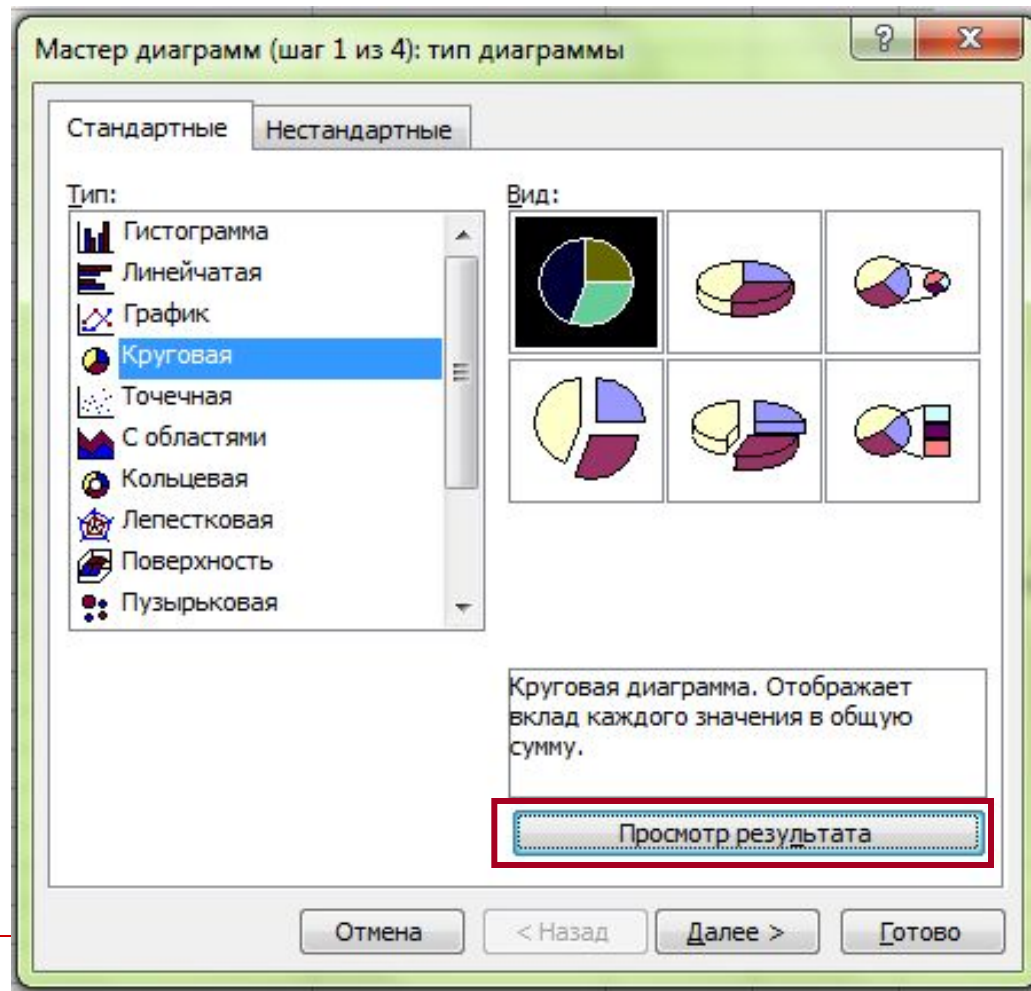 Мастер диаграмм (шаг 1 из 4): тип диаграммы
Стандартные
Нестандартные
Тип:
Гистограмма
Линейчатая
График
Круговая
Точечная
С областями
Кольцевая
Лепестковая
Поверхность
Пузырьковая
Вид:
Круговая диаграмма. Отображает
вклад каждого значения в общую
сумму.
Просмотр результата
Отмена
< Назад
Далее >
Готово